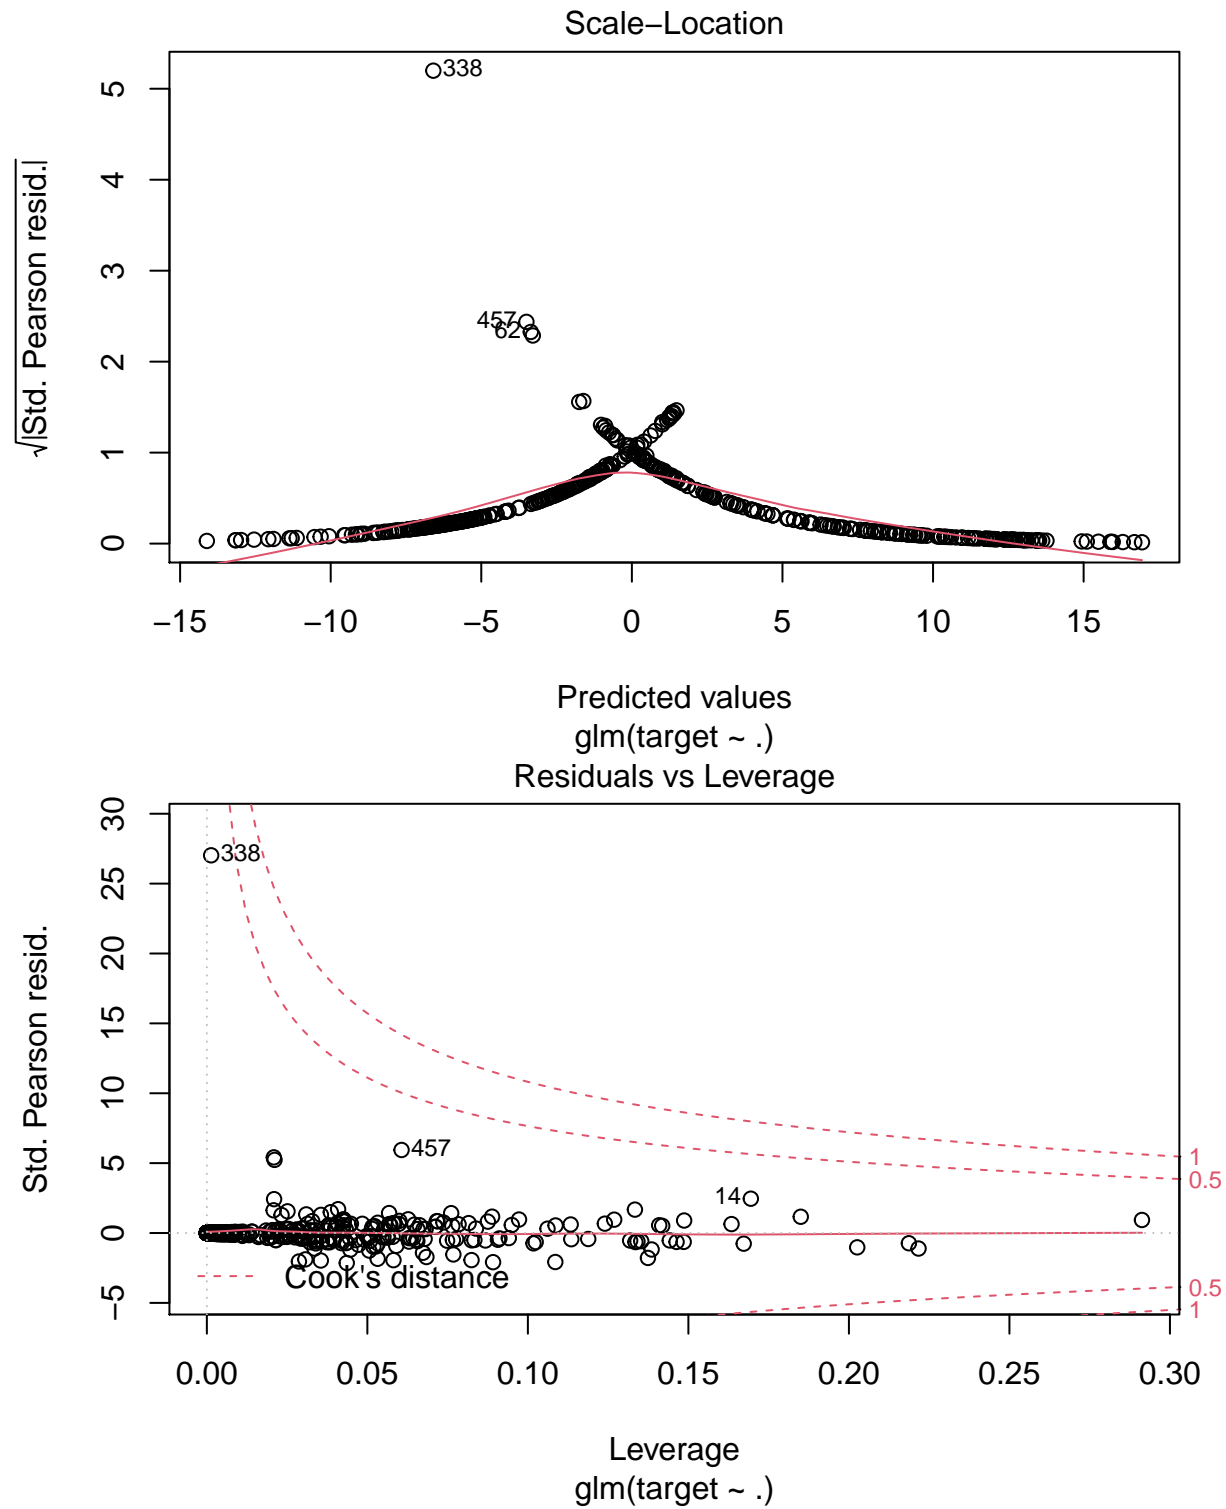 Scale−Location
√|Std. Pearson resid.|
5
4
3
2
1
0
338
457
62
−15 −10 −5 0 5 10 15
Predicted values
glm(target ~ .)
Residuals vs Leverage
Std. Pearson resid.
30
25
20
15
10
5
0
−5
338
457
14
1
0.5
Cook's distance
0.5
1
0.00 0.05 0.10 0.15 0.20 0.25 0.30
Leverage
glm(target ~ .)